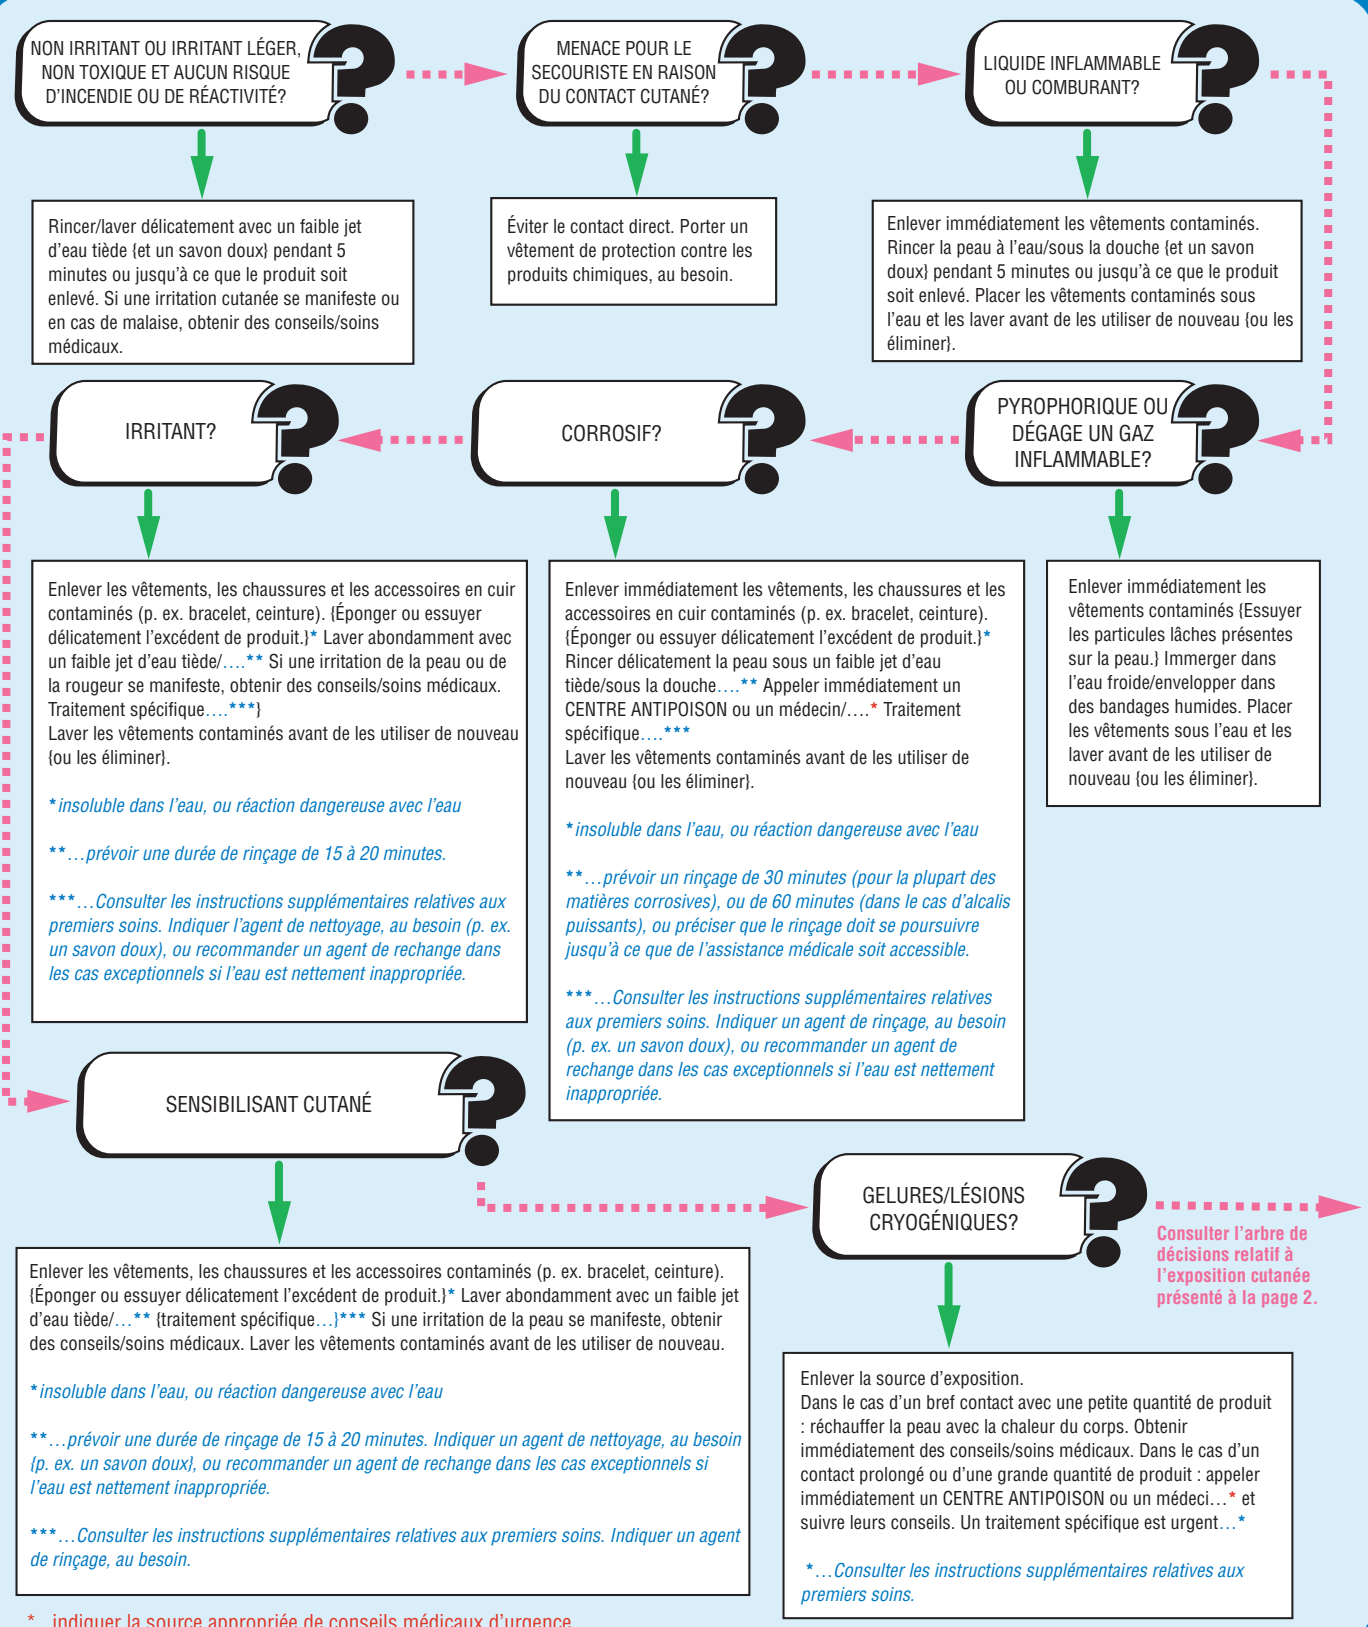 NON IRRITANT OU IRRITANT LÉGER,
NON TOXIQUE ET AUCUN RISQUE
D'INCENDIE OU DE RÉACTIVITÉ?
MENACE POUR LE
SECOURISTE EN RAISON
DU CONTACT CUTANÉ?
LIQUIDE INFLAMMABLE
OU COMBURANT?
Rincer/laver délicatement avec un faible jet
d'eau tiède {et un savon doux} pendant 5
minutes ou jusqu'à ce que le produit soit
enlevé. Si une irritation cutanée se manifeste ou
en cas de malaise, obtenir des conseils/soins
médicaux.
Éviter le contact direct. Porter un
vêtement de protection contre les
produits chimiques, au besoin.
Enlever immédiatement les vêtements contaminés.
Rincer la peau à l'eau/sous la douche {et un savon
doux} pendant 5 minutes ou jusqu'à ce que le produit
soit enlevé. Placer les vêtements contaminés sous
l'eau et les laver avant de les utiliser de nouveau {ou les
éliminer}.
IRRITANT?
CORROSIF?
PYROPHORIQUE OU
DÉGAGE UN GAZ
INFLAMMABLE?
Enlever les vêtements, les chaussures et les accessoires en cuir
contaminés (p. ex. bracelet, ceinture). {Éponger ou essuyer
délicatement l'excédent de produit.}* Laver abondamment avec
un faible jet d'eau tiède/….** Si une irritation de la peau ou de
la rougeur se manifeste, obtenir des conseils/soins médicaux.
Traitement spécifique….***}
Laver les vêtements contaminés avant de les utiliser de nouveau
{ou les éliminer}.
*insoluble dans l'eau, ou réaction dangereuse avec l'eau
**…prévoir une durée de rinçage de 15 à 20 minutes.
***…Consulter les instructions supplémentaires relatives aux
premiers soins. Indiquer l'agent de nettoyage, au besoin (p. ex.
un savon doux), ou recommander un agent de rechange dans
les cas exceptionnels si l'eau est nettement inappropriée.
Enlever immédiatement les vêtements, les chaussures et les
accessoires en cuir contaminés (p. ex. bracelet, ceinture).
{Éponger ou essuyer délicatement l'excédent de produit.}*
Rincer délicatement la peau sous un faible jet d'eau
tiède/sous la douche….** Appeler immédiatement un
CENTRE ANTIPOISON ou un médecin/….* Traitement
spécifique….***
Laver les vêtements contaminés avant de les utiliser de
nouveau {ou les éliminer}.
*insoluble dans l'eau, ou réaction dangereuse avec l'eau
**…prévoir un rinçage de 30 minutes (pour la plupart des
matières corrosives), ou de 60 minutes (dans le cas d'alcalis
puissants), ou préciser que le rinçage doit se poursuivre
jusqu'à ce que de l'assistance médicale soit accessible.
***…Consulter les instructions supplémentaires relatives
aux premiers soins. Indiquer un agent de rinçage, au besoin
(p. ex. un savon doux), ou recommander un agent de
rechange dans les cas exceptionnels si l'eau est nettement
inappropriée.
Enlever immédiatement les
vêtements contaminés {Essuyer
les particules lâches présentes
sur la peau.} Immerger dans
l'eau froide/envelopper dans
des bandages humides. Placer
les vêtements sous l'eau et les
laver avant de les utiliser de
nouveau {ou les éliminer}.
SENSIBILISANT CUTANÉ
GELURES/LÉSIONS
CRYOGÉNIQUES?
Consulter l'arbre de
décisions relatif à
l'exposition cutanée
présenté à la page 2.
Enlever les vêtements, les chaussures et les accessoires contaminés (p. ex. bracelet, ceinture).
{Éponger ou essuyer délicatement l'excédent de produit.}* Laver abondamment avec un faible jet
d'eau tiède/…** {traitement spécifique…}*** Si une irritation de la peau se manifeste, obtenir
des conseils/soins médicaux. Laver les vêtements contaminés avant de les utiliser de nouveau.
*insoluble dans l'eau, ou réaction dangereuse avec l'eau
**…prévoir une durée de rinçage de 15 à 20 minutes. Indiquer un agent de nettoyage, au besoin
{p. ex. un savon doux}, ou recommander un agent de rechange dans les cas exceptionnels si
l'eau est nettement inappropriée.
***…Consulter les instructions supplémentaires relatives aux premiers soins. Indiquer un agent
de rinçage, au besoin.
Enlever la source d'exposition.
Dans le cas d'un bref contact avec une petite quantité de produit
: réchauffer la peau avec la chaleur du corps. Obtenir
immédiatement des conseils/soins médicaux. Dans le cas d'un
contact prolongé ou d'une grande quantité de produit : appeler
immédiatement un CENTRE ANTIPOISON ou un médeci…* et
suivre leurs conseils. Un traitement spécifique est urgent…*
*…Consulter les instructions supplémentaires relatives aux
premiers soins.
* indiquer la source appropriée de conseils médicaux d'urgence